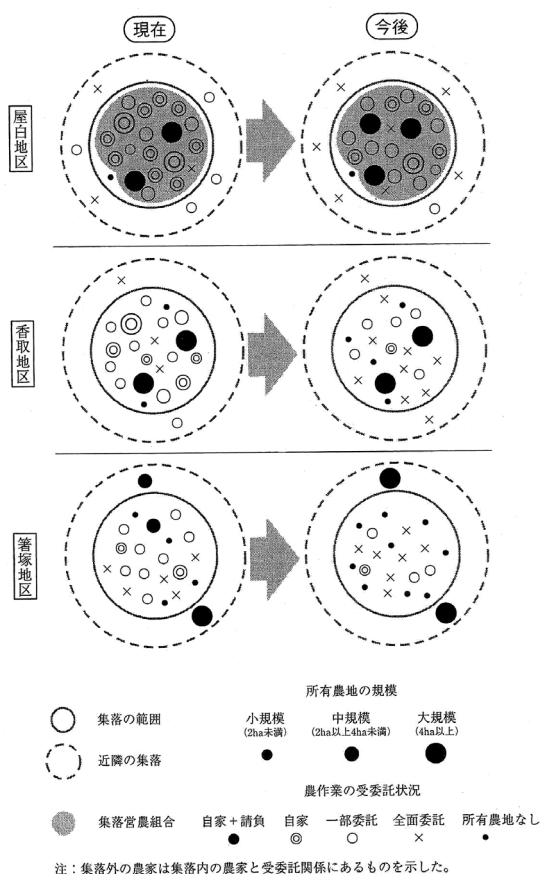 現在
今後
屋白地区
香取地区
箸塚地区
所有農地の規模
集落の範囲
小規模
(2ha未満)
中規模
(2ha以上4ha未満)
大規模
(4ha以上)
近隣の集落
農作業の受委託状況
集落営農組合
自家+請負
自家
一部委託
全面委託
所有農地なし
注：集落外の農家は集落内の農家と受委託関係にあるものを示した。